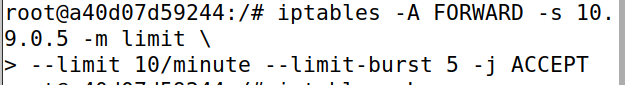 root@a40d07d59244:/# iptables -A FORWARD -s 10.
9.0.5 -m limit \
> --limit 10/minute --limit-burst 5 -j ACCEPT